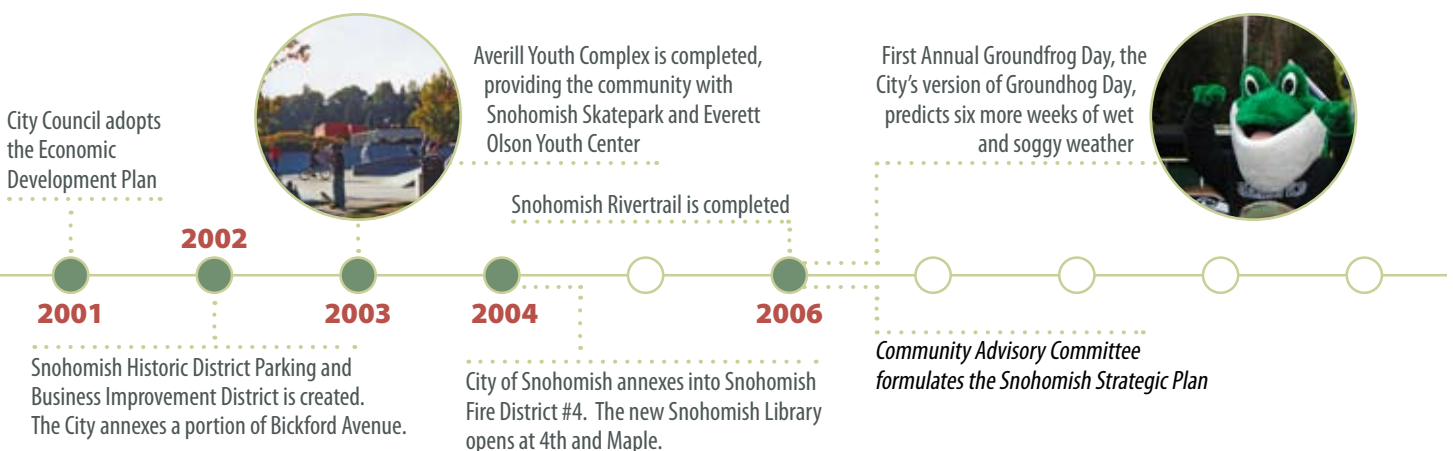 City Council adopts
the Economic
Development Plan
2001
2002
Snohomish Historic District Parking and
Business Improvement District is created.
The City annexes a portion of Bickford Avenue.
Averill Youth Complex is completed,
providing the community with
Snohomish Skatepark and Everett
Olson Youth Center
2003
2004
City of Snohomish annexes into Snohomish
Fire District #4. The new Snohomish Library
opens at 4th and Maple.
Snohomish Rivertrail is completed
2006
First Annual Groundfrog Day, the
City's version of Groundhog Day,
predicts six more weeks of wet
and soggy weather
Community Advisory Committee
formulates the Snohomish Strategic Plan